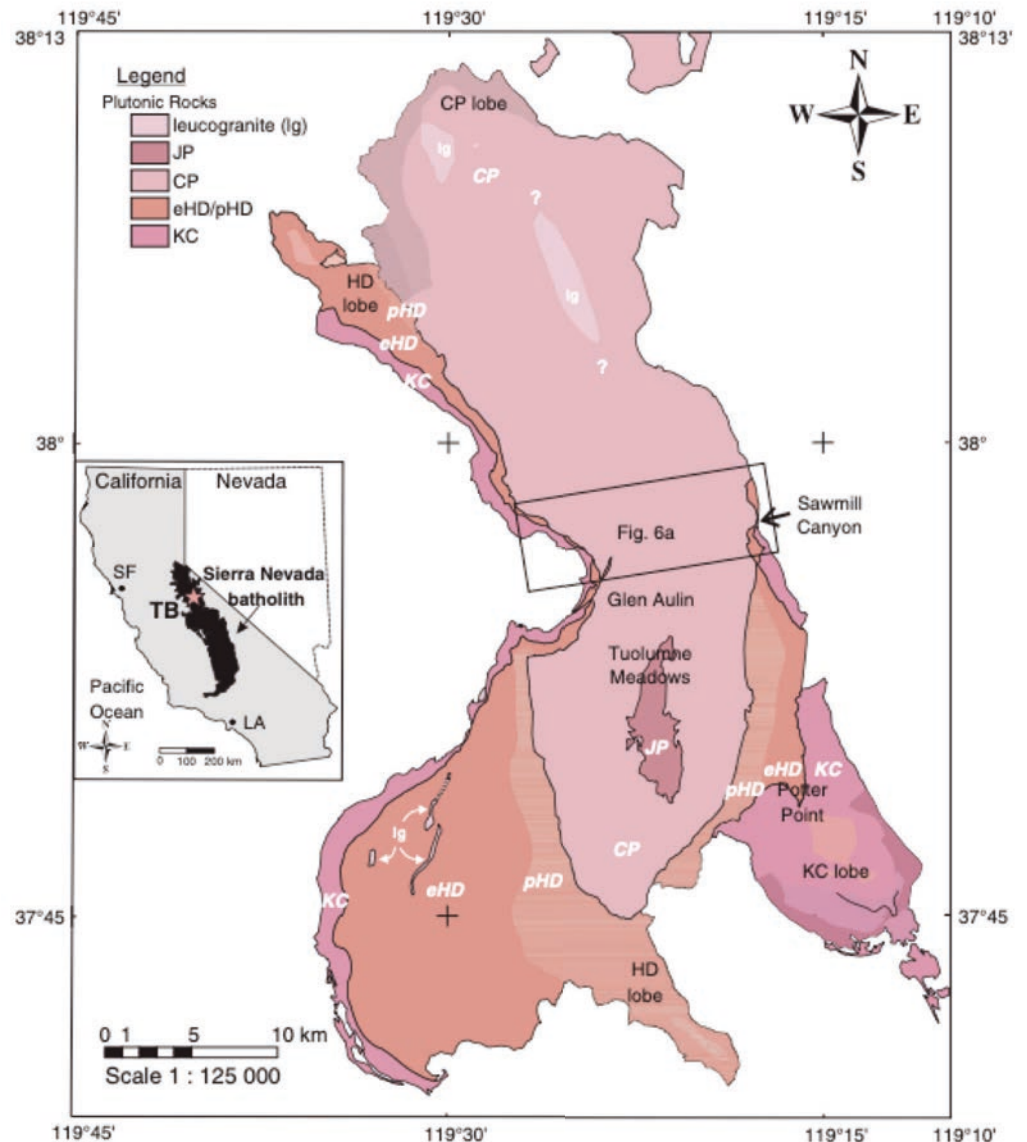 119°45'
119°30'
119°15'
119°10'
38°13
38°13'
Legend
Plutonic Rocks
leucogranite (lg)
JP
CP
eHD/pHD
KC
N
W
E
S
CP lobe
lg
CP
?
lg
?
HD
lobe
pHD
eHD
KC
38°
38°
Sawmill
Canyon
Fig. 6a
Glen Aulin
Tuolumne
Meadows
JP
California
Nevada
SF
Sierra Nevada
batholith
TB
Pacific
Ocean
LA
N
W
E
S
0 100 200 km
eHD
KC
pHD
Potter
Point
KC lobe
lg
CP
KC
eHD
pHD
37°45
37°45
HD
lobe
0 1 5 10 km
Scale 1 : 125 000
119°45'
119°30'
119°15'
119°10'